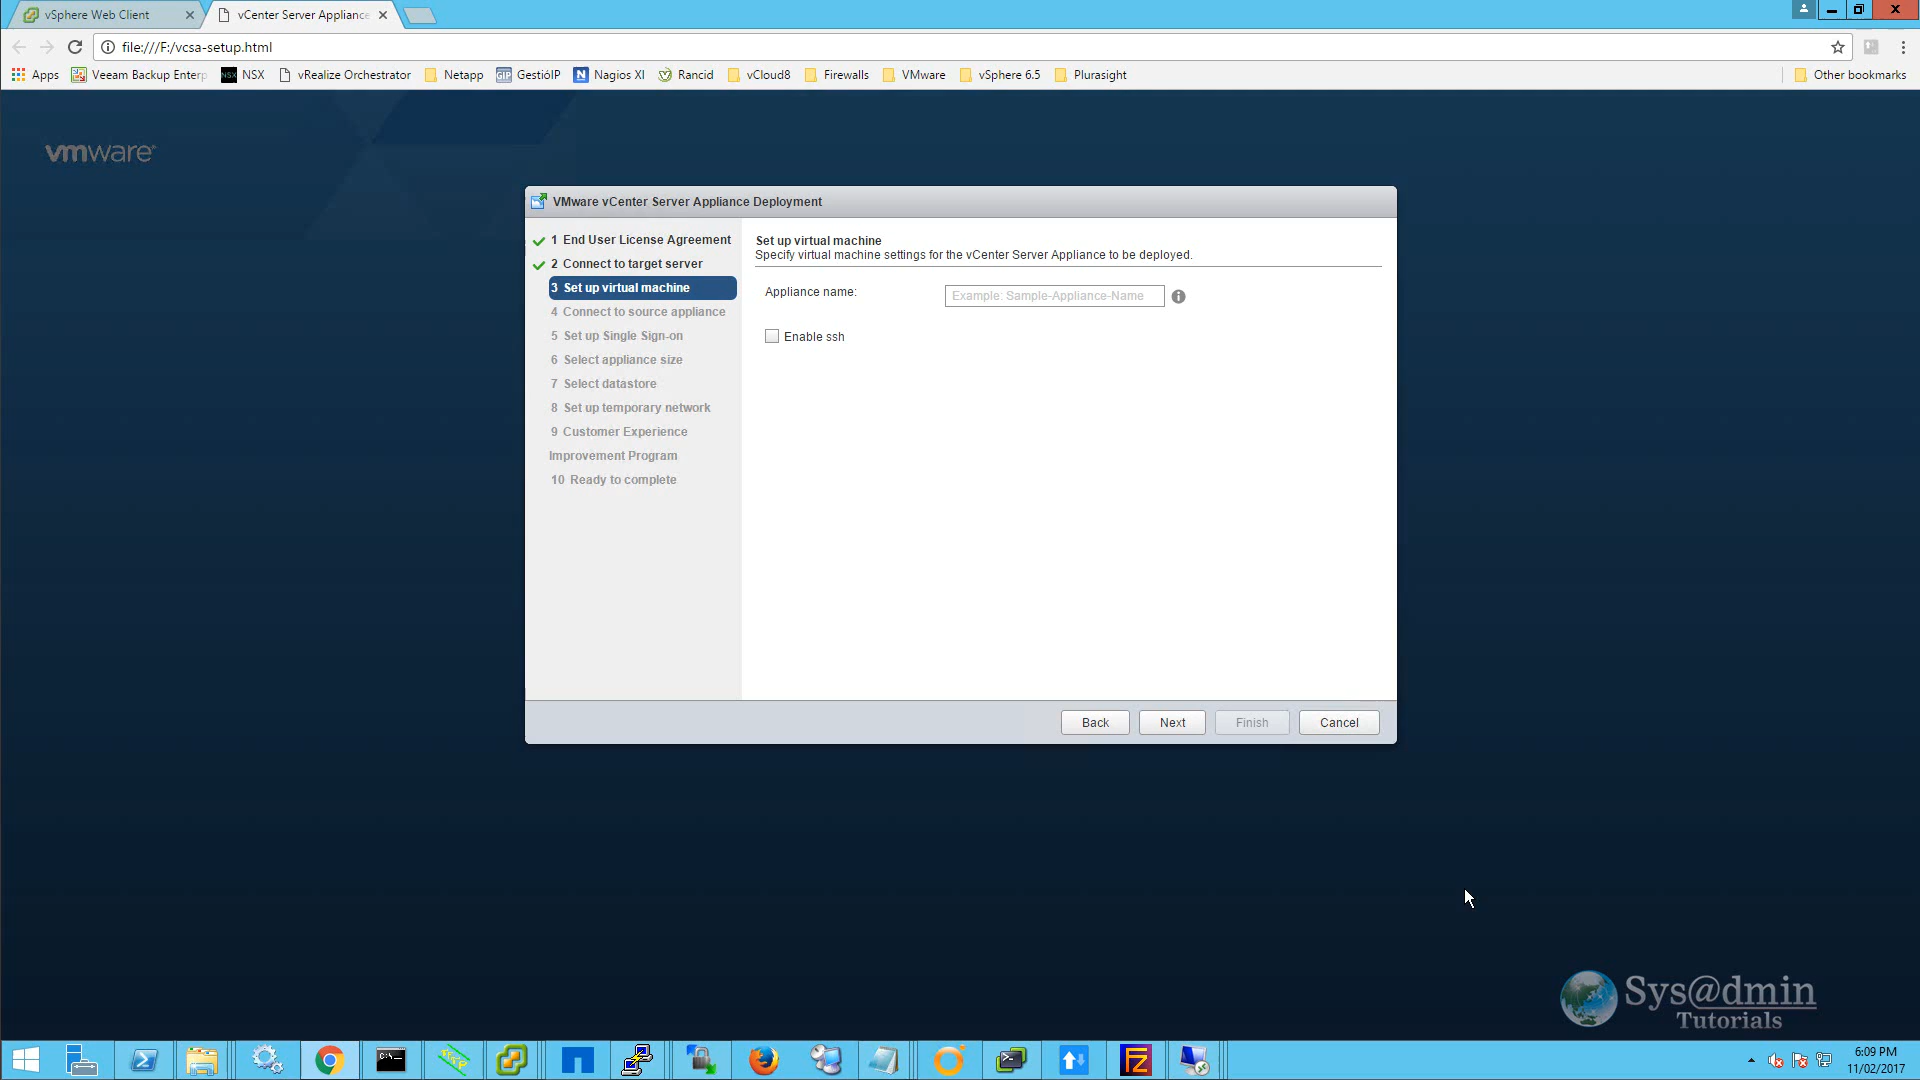 vSphere Web Client
vCenter Server Appliance
file:///F:/vcsa-setup.html
Apps
Veeam Backup Enterp
NSX
NSX
vRealize Orchestrator
Netapp
GIP
GestióIP
N
Nagios XI
Rancid
vCloud8
Firewalls
VMware
vSphere 6.5
Plurasight
Other bookmarks
vmware®
VMware vCenter Server Appliance Deployment
1 End User License Agreement
2 Connect to target server
3 Set up virtual machine
4 Connect to source appliance
5 Set up Single Sign-on
6 Select appliance size
7 Select datastore
8 Set up temporary network
9 Customer Experience
Improvement Program
10 Ready to complete
Set up virtual machine
Specify virtual machine settings for the vCenter Server Appliance to be deployed.
Appliance name:
Example: Sample-Appliance-Name
Enable ssh
Back
Next
Finish
Cancel
Sys@dmin
Tutorials
C:\_
FZ
6:09 PM
11/02/2017